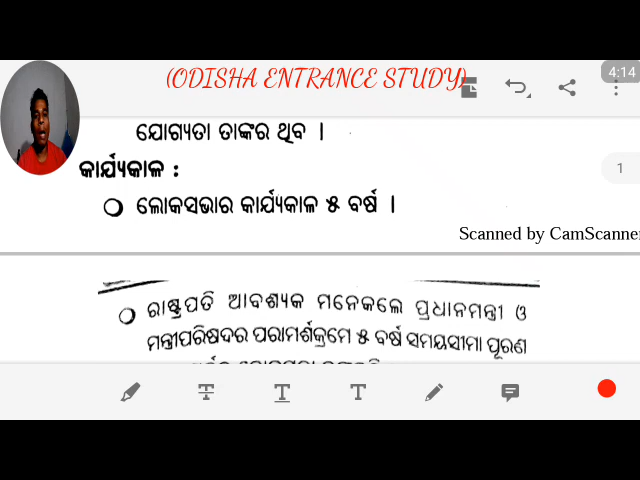 (ODISHA ENTRANCE STUDY)
4:14
ଯୋଗ୍ୟତା ତାଙ୍କର ଥିବ ।
1
କାର୍ଯ୍ୟକାଳ :
ଲୋକସଭାର କାର୍ଯ୍ୟକାଳ ୫ ବର୍ଷ ।
Scanned by CamScanner
ରାଷ୍ଟ୍ରପତି ଆବଶ୍ୟକ ମନେକଲେ ପ୍ରଧାନମନ୍ତ୍ରୀ ଓ
ମନ୍ତ୍ରୀପରିଷଦର ପରାମର୍ଶକ୍ରମେ ୫ ବର୍ଷ ସମୟସୀମା ପୂରଣ